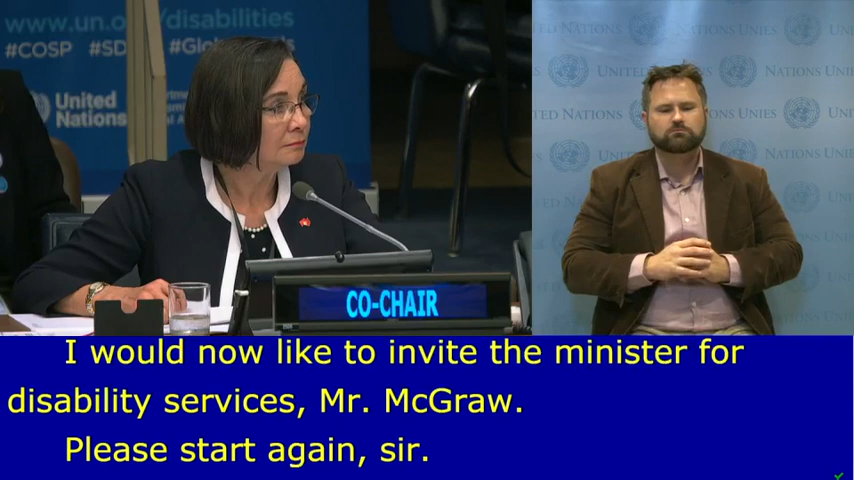 www.un.org/disabilities
#COSP #SD
#Glob
United
Nations
CO-CHAIR
UNITED NATIONS
NATIONS UNIES
I would now like to invite the minister for
disability services, Mr. McGraw.
Please start again, sir.